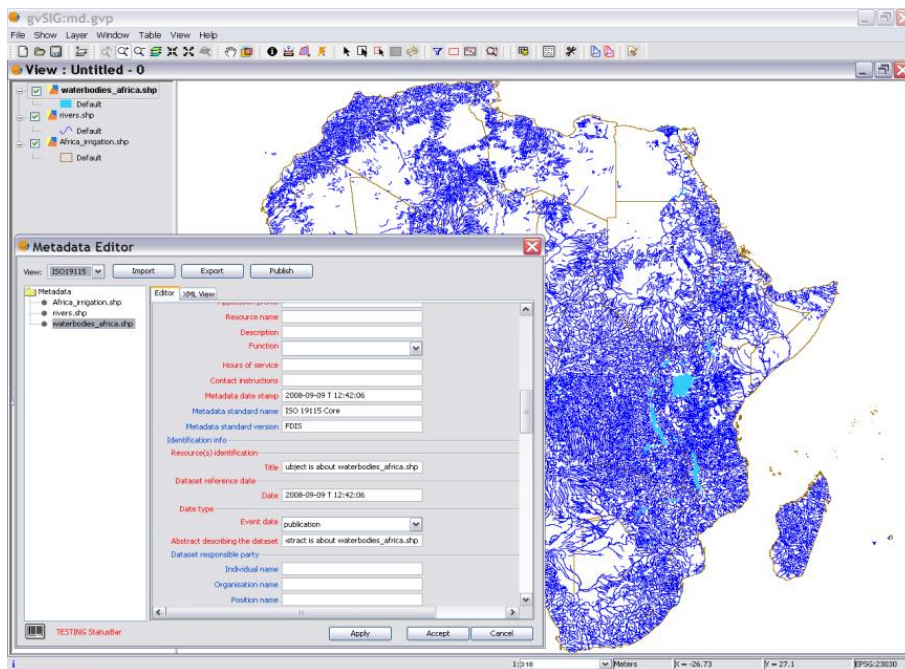 gvSIG:md.gvp
File Show Layer Window Table View Help
View : Untitled - 0
waterbodies_africa.shp
Default
rivers.shp
Default
Africa_irrigation.shp
Default
Metadata Editor
View: ISO19115 Import Export Publish
Metadata
Africa_irrigation.shp
rivers.shp
waterbodies_africa.shp
Editor XML View
Resource name
Description
Function
Hours of service
Contact instructions
Metadata date stamp 2008-09-09 T 12:42:06
Metadata standard name ISO 19115 Core
Metadata standard version FDIS
Identification info
Resource(s) identification
Title ubject is about waterbodies_africa.shp
Dataset reference date
Date 2008-09-09 T 12:42:06
Date type
Event date publication
Abstract describing the dataset stract is about waterbodies_africa.shp
Dataset responsible party
Individual name
Organisation name
Position name
TESTING StatusBar Apply Accept Cancel
Meters X = -26.73 Y = 27.1 EPSG:23030